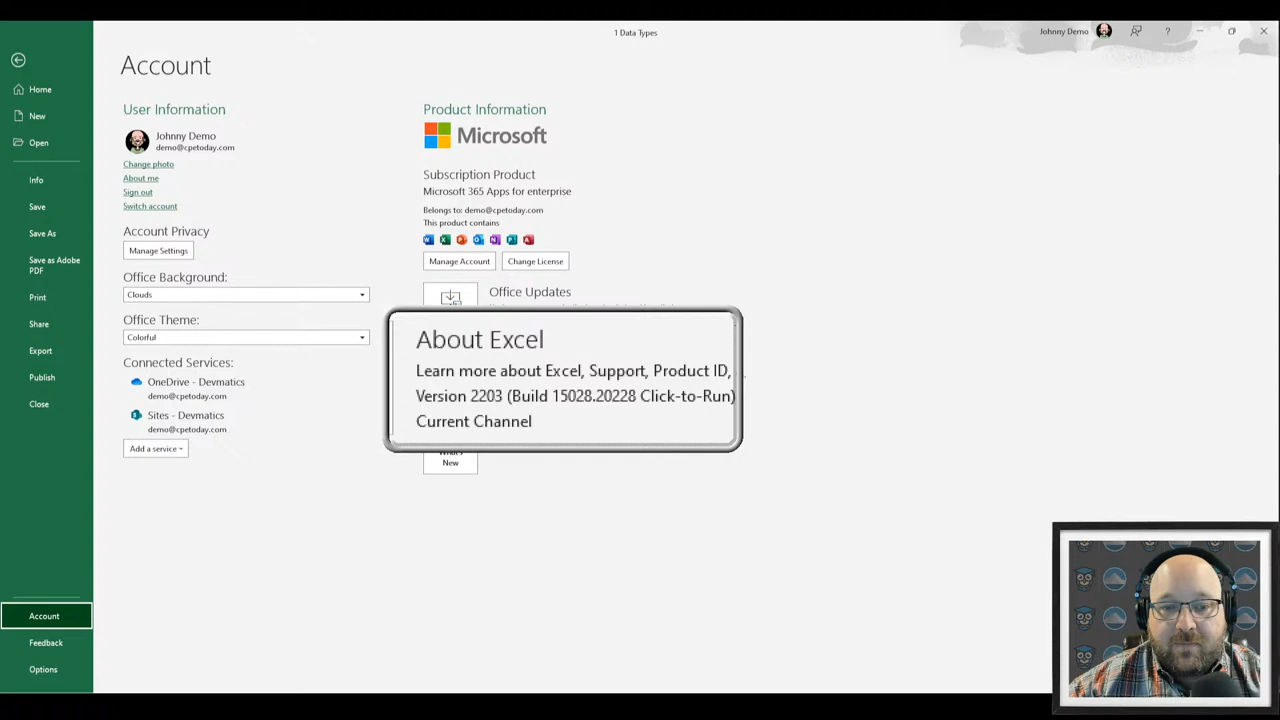 1 Data Types
Johnny Demo
?
Account
Home
New
Open
Info
Save
Save As
Save as Adobe
PDF
Print
Share
Export
Publish
Close
Account
Feedback
Options
User Information
Johnny Demo
demo@cpetoday.com
Change photo
About me
Sign out
Switch account
Account Privacy
Manage Settings
Office Background:
Clouds
Office Theme:
Colorful
Connected Services:
OneDrive - Devmatics
demo@cpetoday.com
Sites - Devmatics
demo@cpetoday.com
Add a service
Product Information
Microsoft
Subscription Product
Microsoft 365 Apps for enterprise
Belongs to: demo@cpetoday.com
This product contains
Manage Account
Change License
Office Updates
About Excel
Learn more about Excel, Support, Product ID,
Version 2203 (Build 15028.20228 Click-to-Run)
Current Channel
What's
New